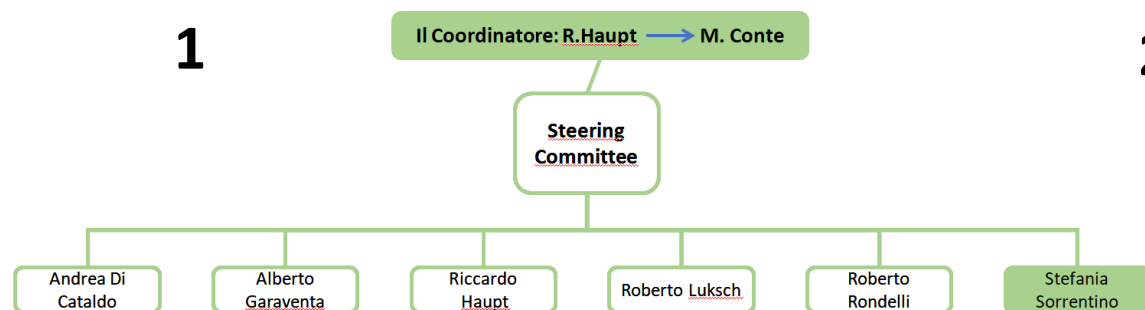 1
Il Coordinatore: R.Haupt M. Conte
Steering
Committee
Andrea Di
Cataldo
Alberto
Garaventa
Riccardo
Haupt
Roberto Luksch
Roberto
Rondelli
Stefania
Sorrentino